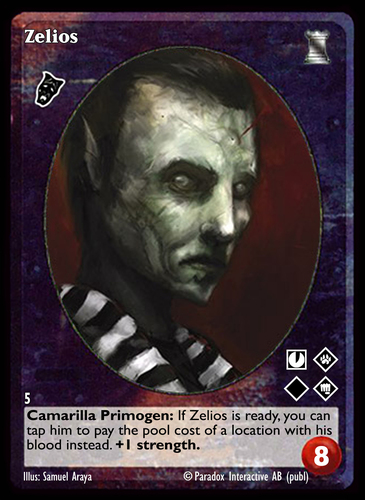 Zelios
5
Camarilla Primogen: If Zelios is ready, you can
tap him to pay the pool cost of a location with his
blood instead. +1 strength.
8
Illus: Samuel Araya © Paradox Interactive AB (publ)